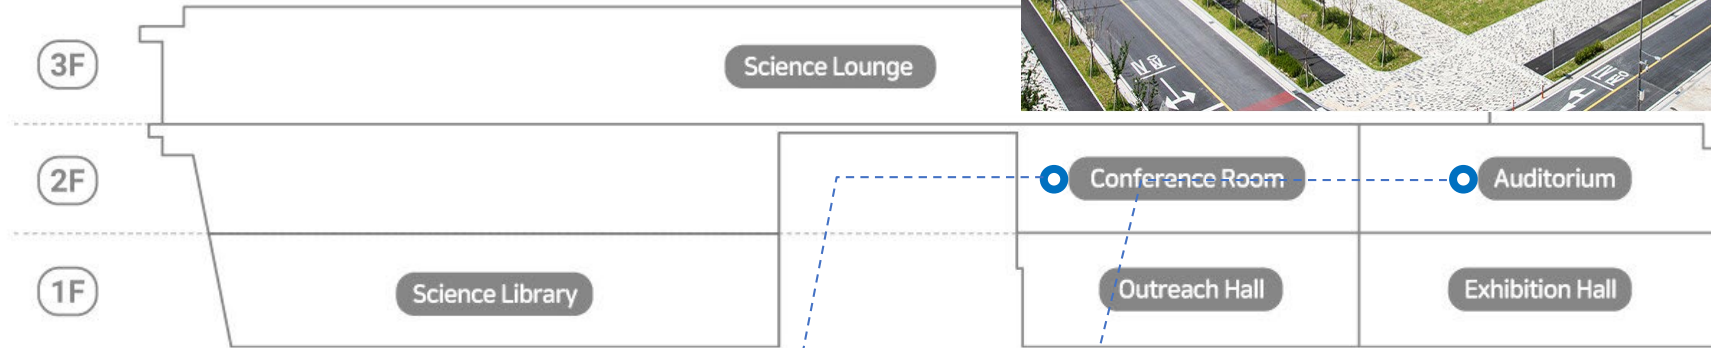 3F
Science Lounge
2F
Conference Room
Auditorium
1F
Science Library
Outreach Hall
Exhibition Hall